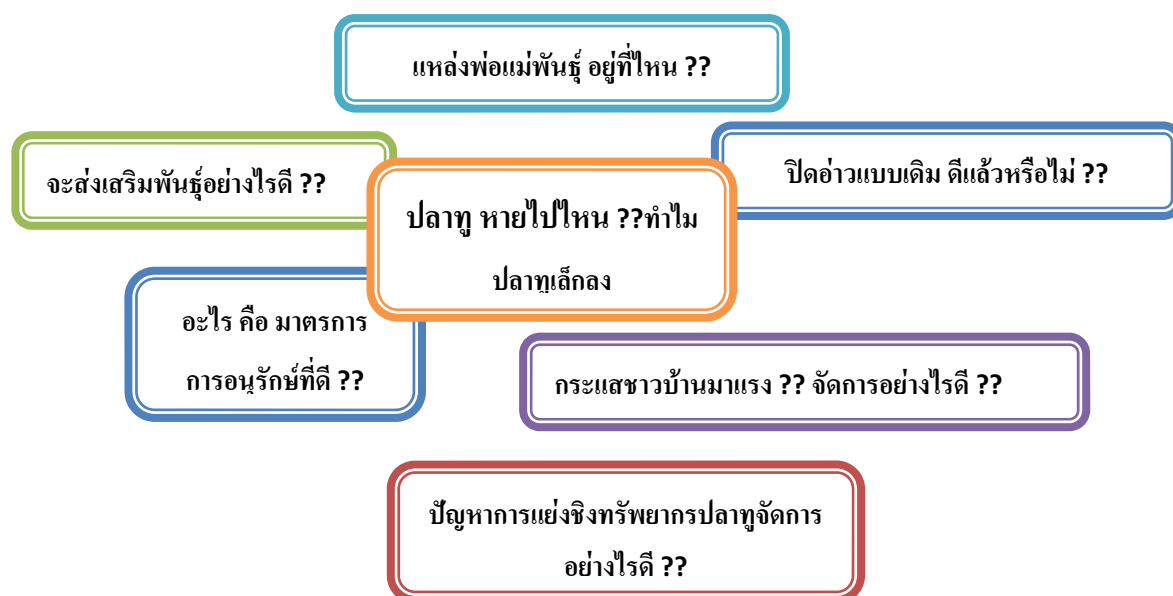 แหล่งพ่อแม่พันธุ์ อยู่ที่ไหน ??
จะส่งเสริมพันธุ์อย่างไรดี ??
ปิดอ่าวแบบเดิม ดีแล้วหรือไม่ ??
ปลาทู หายไปไหน ??ทำไม
ปลาทูเล็กลง
อะไร คือ มาตรการ
การอนุรักษ์ที่ดี ??
กระแสชาวบ้านมาแรง ?? จัดการอย่างไรดี ??
ปัญหาการแย่งชิงทรัพยากรปลาทูจัดการ
อย่างไรดี ??